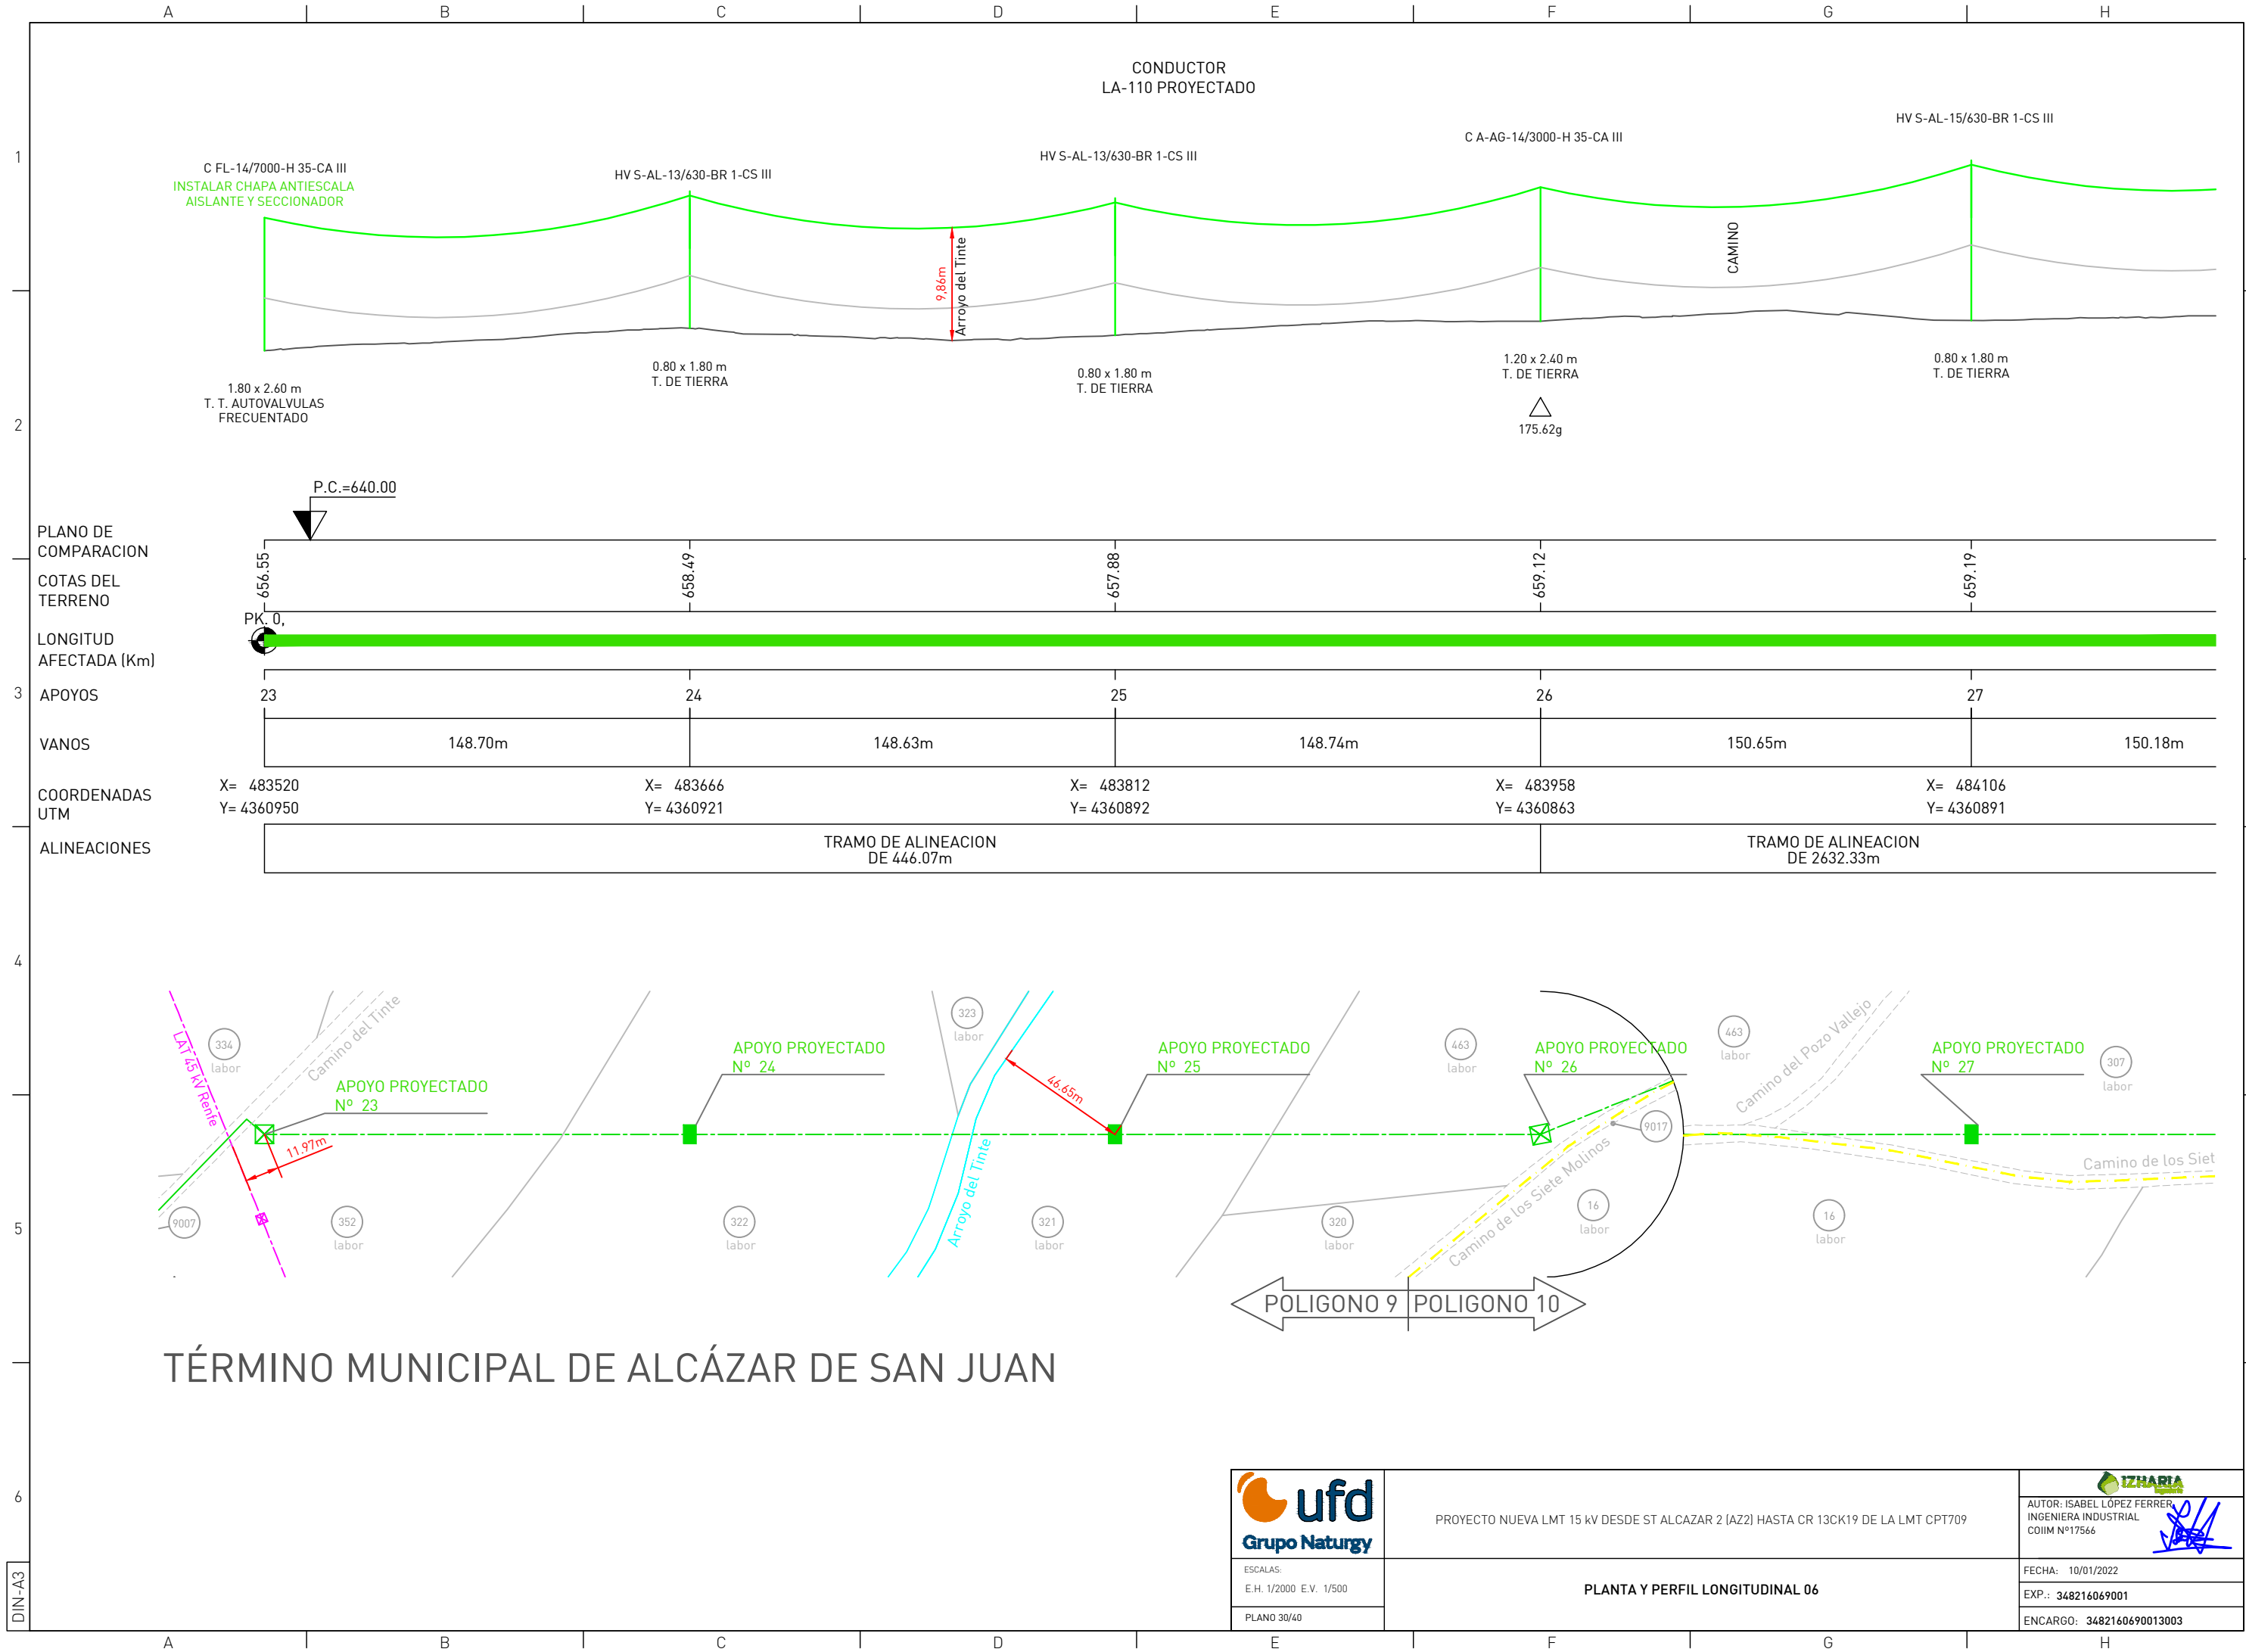 A B C D E F G H
CONDUCTOR
LA-110 PROYECTADO
1
C FL-14/7000-H 35-CA III
INSTALAR CHAPA ANTIESCALA
AISLANTE Y SECCIONADOR
HV S-AL-13/630-BR 1-CS III
HV S-AL-13/630-BR 1-CS III
C A-AG-14/3000-H 35-CA III
HV S-AL-15/630-BR 1-CS III
9,86m
Arroyo del Tinte
CAMINO
2
1.80 x 2.60 m
T. T. AUTOVALVULAS
FRECUENTADO
0.80 x 1.80 m
T. DE TIERRA
0.80 x 1.80 m
T. DE TIERRA
1.20 x 2.40 m
T. DE TIERRA
175.62g
0.80 x 1.80 m
T. DE TIERRA
P.C.=640.00
PLANO DE
COMPARACION
COTAS DEL
TERRENO
656.55 658.49 657.88 659.12 659.19
PK. 0,
LONGITUD
AFECTADA (Km)
3
APOYOS 23 24 25 26 27
VANOS 148.70m 148.63m 148.74m 150.65m 150.18m
COORDENADAS
UTM
X= 483520 X= 483666 X= 483812 X= 483958 X= 484106
Y= 4360950 Y= 4360921 Y= 4360892 Y= 4360863 Y= 4360891
ALINEACIONES
TRAMO DE ALINEACION
DE 446.07m
TRAMO DE ALINEACION
DE 2632.33m
4
LAT 45 kV Renfe
334
labor
Camino del Tinte
APOYO PROYECTADO
Nº 23
11.97m
9007
352
labor
APOYO PROYECTADO
Nº 24
322
labor
323
labor
Arroyo del Tinte
46.65m
APOYO PROYECTADO
Nº 25
321
labor
320
labor
463
labor
APOYO PROYECTADO
Nº 26
9017
Camino de los Siete Molinos
16
labor
463
labor
Camino del Pozo Vallejo
APOYO PROYECTADO
Nº 27
307
labor
Camino de los Siet
16
labor
5
POLIGONO 9 POLIGONO 10
TÉRMINO MUNICIPAL DE ALCÁZAR DE SAN JUAN
6
ufd
Grupo Naturgy
PROYECTO NUEVA LMT 15 kV DESDE ST ALCAZAR 2 (AZ2) HASTA CR 13CK19 DE LA LMT CPT709
IZHARIA
Ingeniería
AUTOR: ISABEL LÓPEZ FERRER
INGENIERA INDUSTRIAL
COIIM Nº17566
ESCALAS:
E.H. 1/2000 E.V. 1/500
PLANO 30/40
PLANTA Y PERFIL LONGITUDINAL 06
FECHA: 10/01/2022
EXP.: 348216069001
ENCARGO: 3482160690013003
DIN-A3
A B C D E F G H